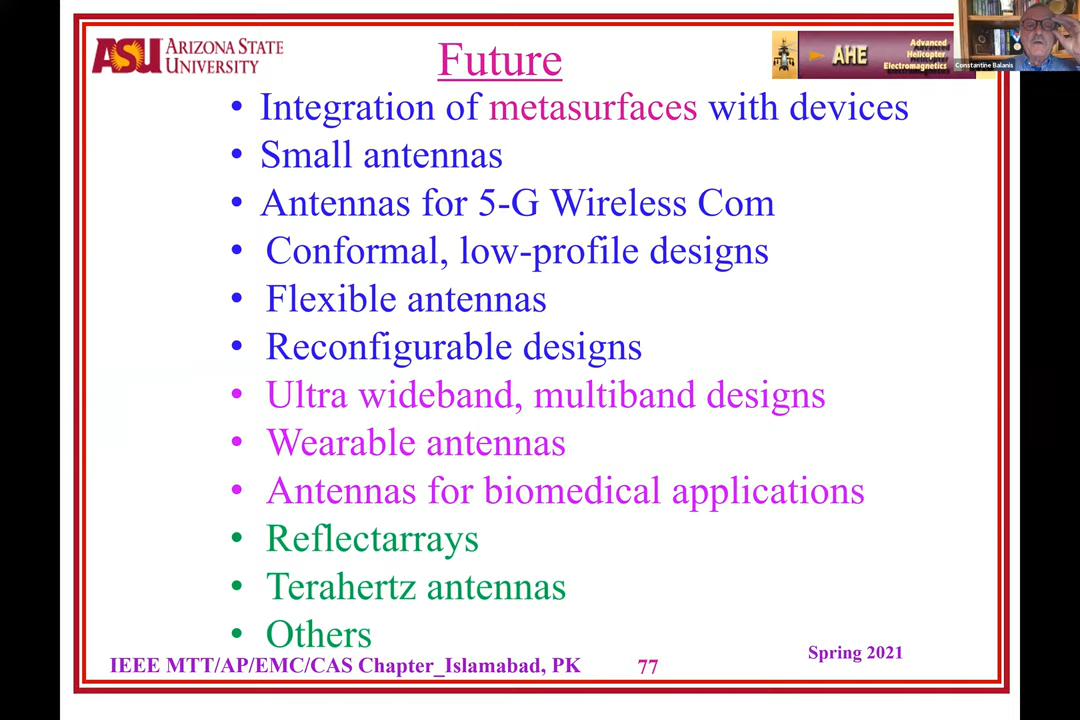 ASU ARIZONA STATE
UNIVERSITY
Future
AHE
Advanced
Helicopter
Electromagnetics
Constantine Balanis
• Integration of metasurfaces with devices
• Small antennas
• Antennas for 5-G Wireless Com
• Conformal, low-profile designs
• Flexible antennas
• Reconfigurable designs
• Ultra wideband, multiband designs
• Wearable antennas
• Antennas for biomedical applications
• Reflectarrays
• Terahertz antennas
• Others
IEEE MTT/AP/EMC/CAS Chapter_Islamabad, PK
77
Spring 2021